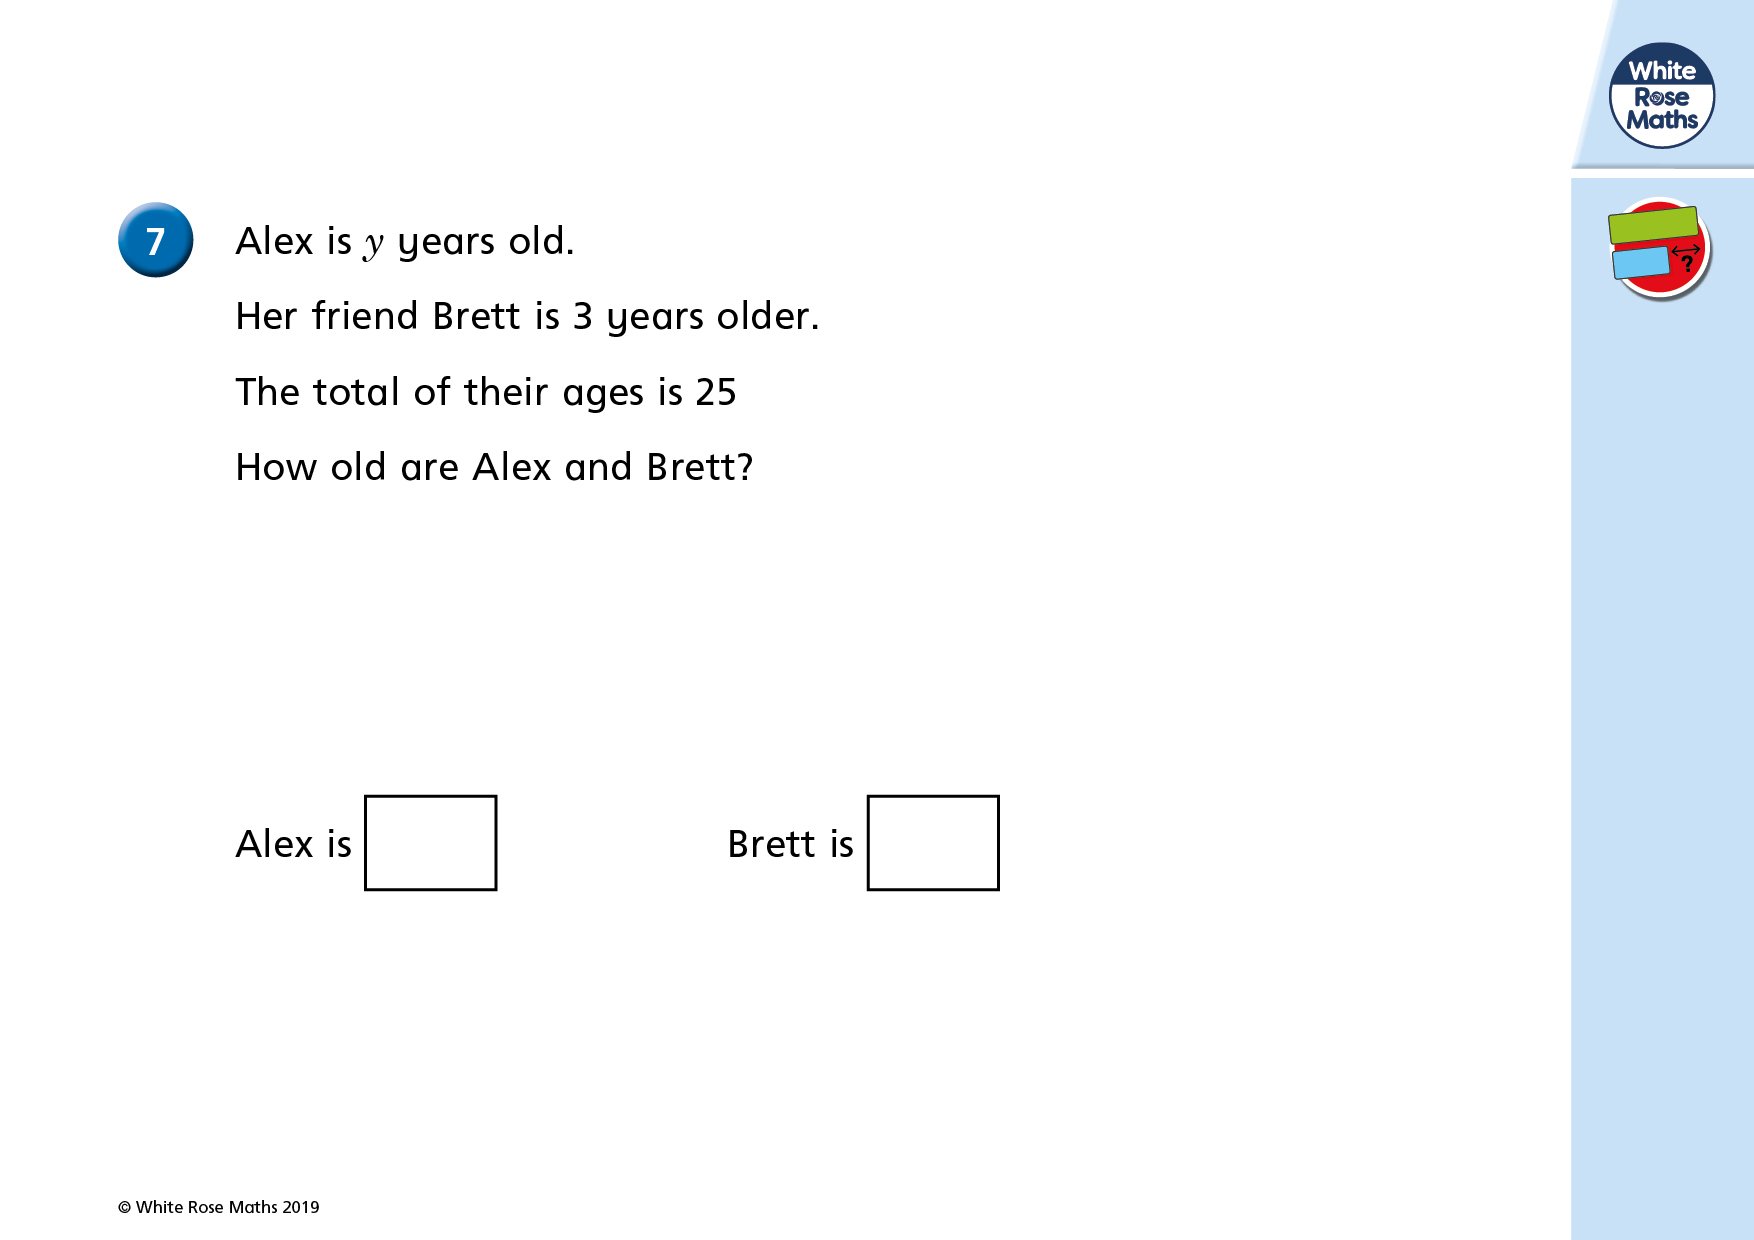 White
Rose
Maths
?
7 Alex is y years old.
Her friend Brett is 3 years older.
The total of their ages is 25
How old are Alex and Brett?
Alex is Brett is
© White Rose Maths 2019